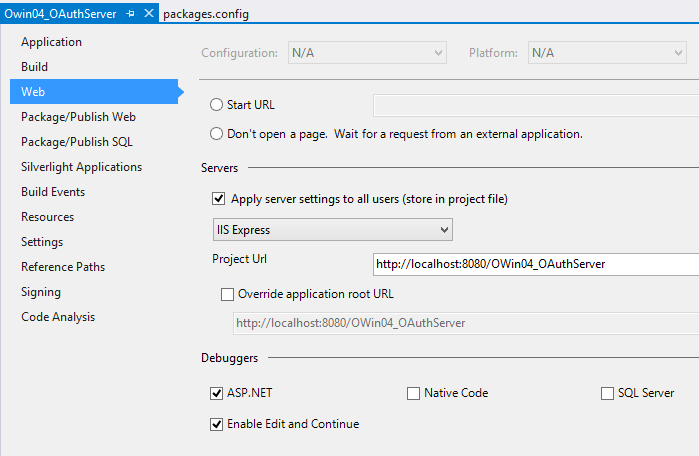 Owin04_OAuthServer packages.config
Application
Build
Web
Package/Publish Web
Package/Publish SQL
Silverlight Applications
Build Events
Resources
Settings
Reference Paths
Signing
Code Analysis
Configuration: N/A Platform: N/A
Start URL
Don't open a page. Wait for a request from an external application.
Servers
Apply server settings to all users (store in project file)
IIS Express
Project Url http://localhost:8080/OWin04_OAuthServer
Override application root URL
http://localhost:8080/OWin04_OAuthServer
Debuggers
ASP.NET Native Code SQL Server
Enable Edit and Continue